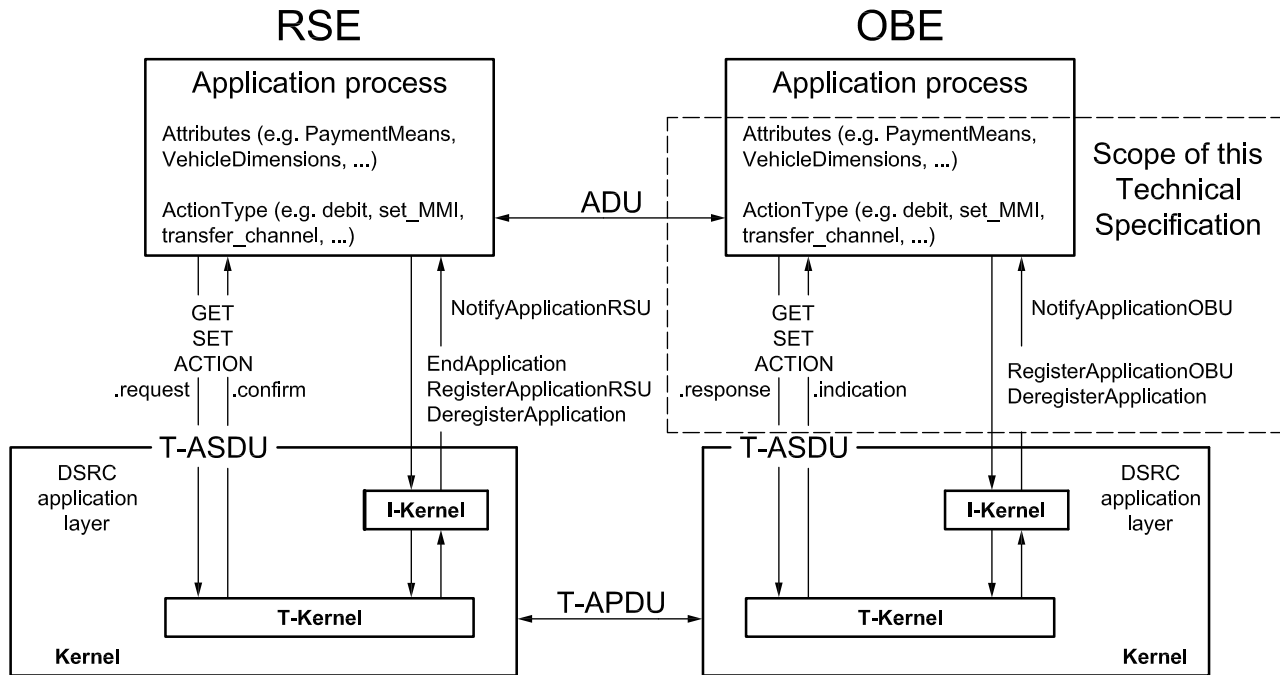 RSE
OBE
Application process
Attributes (e.g. PaymentMeans,
VehicleDimensions, ...)
ActionType (e.g. debit, set_MMI,
transfer_channel, ...)
ADU
Application process
Attributes (e.g. PaymentMeans,
VehicleDimensions, ...)
ActionType (e.g. debit, set_MMI,
transfer_channel, ...)
Scope of this
Technical
Specification
GET
SET
ACTION
.request
.confirm
NotifyApplicationRSU
EndApplication
RegisterApplicationRSU
DeregisterApplication
GET
SET
ACTION
.response
.indication
NotifyApplicationOBU
RegisterApplicationOBU
DeregisterApplication
T-ASDU
DSRC
application
layer
I-Kernel
T-Kernel
Kernel
T-APDU
T-ASDU
DSRC
application
layer
I-Kernel
T-Kernel
Kernel